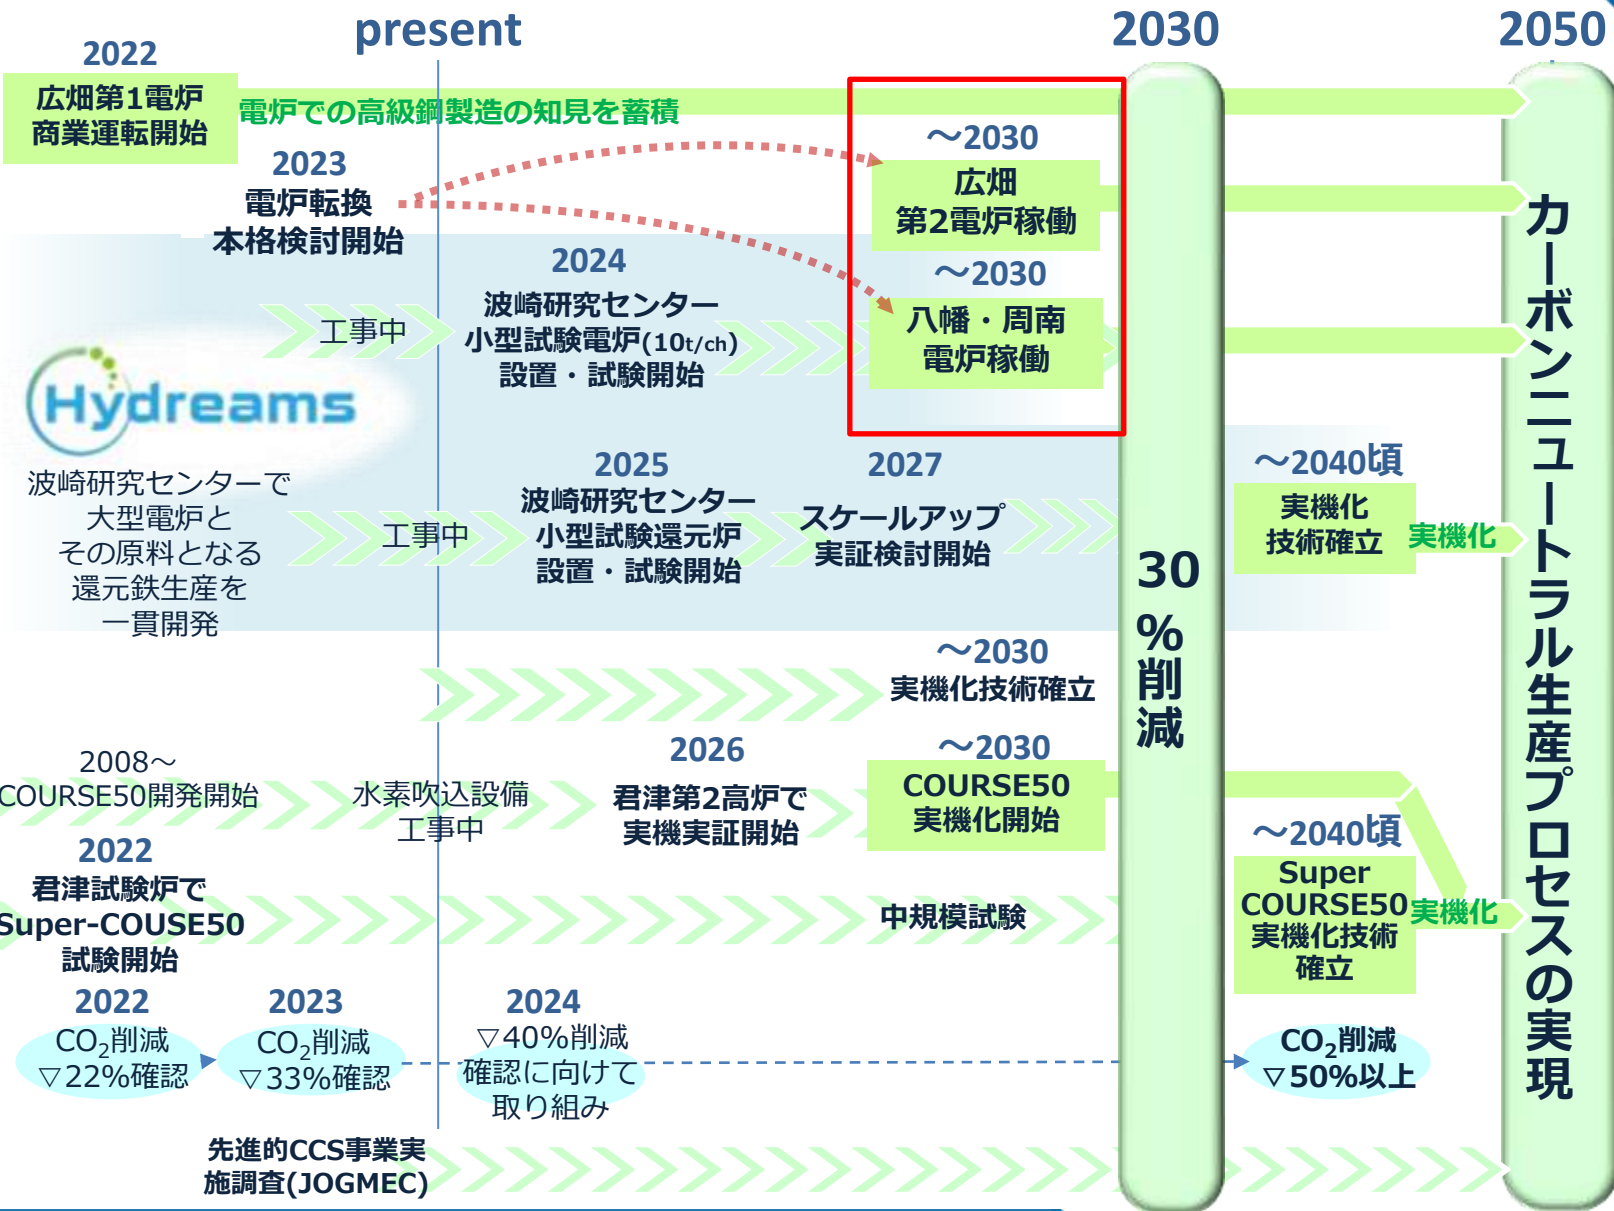 present
2030
2050
2022
広畑第1電炉
商業運転開始
電炉での高級鋼製造の知見を蓄積
2023
電炉転換
本格検討開始
～2030
広畑
第2電炉稼働
～2030
八幡・周南
電炉稼働
工事中
2024
波崎研究センター
小型試験電炉(10t/ch)
設置・試験開始
Hydreams
波崎研究センターで
大型電炉と
その原料となる
還元鉄生産を
一貫開発
工事中
2025
波崎研究センター
小型試験還元炉
設置・試験開始
2027
スケールアップ
実証検討開始
～2040頃
実機化
技術確立
実機化
～2030
実機化技術確立
2008～
COURSE50開発開始
水素吹込設備
工事中
2026
君津第2高炉で
実機実証開始
～2030
COURSE50
実機化開始
2022
君津試験炉で
Super-COUSE50
試験開始
中規模試験
～2040頃
Super
COURSE50
実機化技術
確立
実機化
2022
CO₂削減
▽22%確認
2023
CO₂削減
▽33%確認
2024
▽40%削減
確認に向けて
取り組み
CO₂削減
▽50%以上
先進的CCS事業実
施調査(JOGMEC)
30%削減
カーボンニュートラル生産プロセスの実現